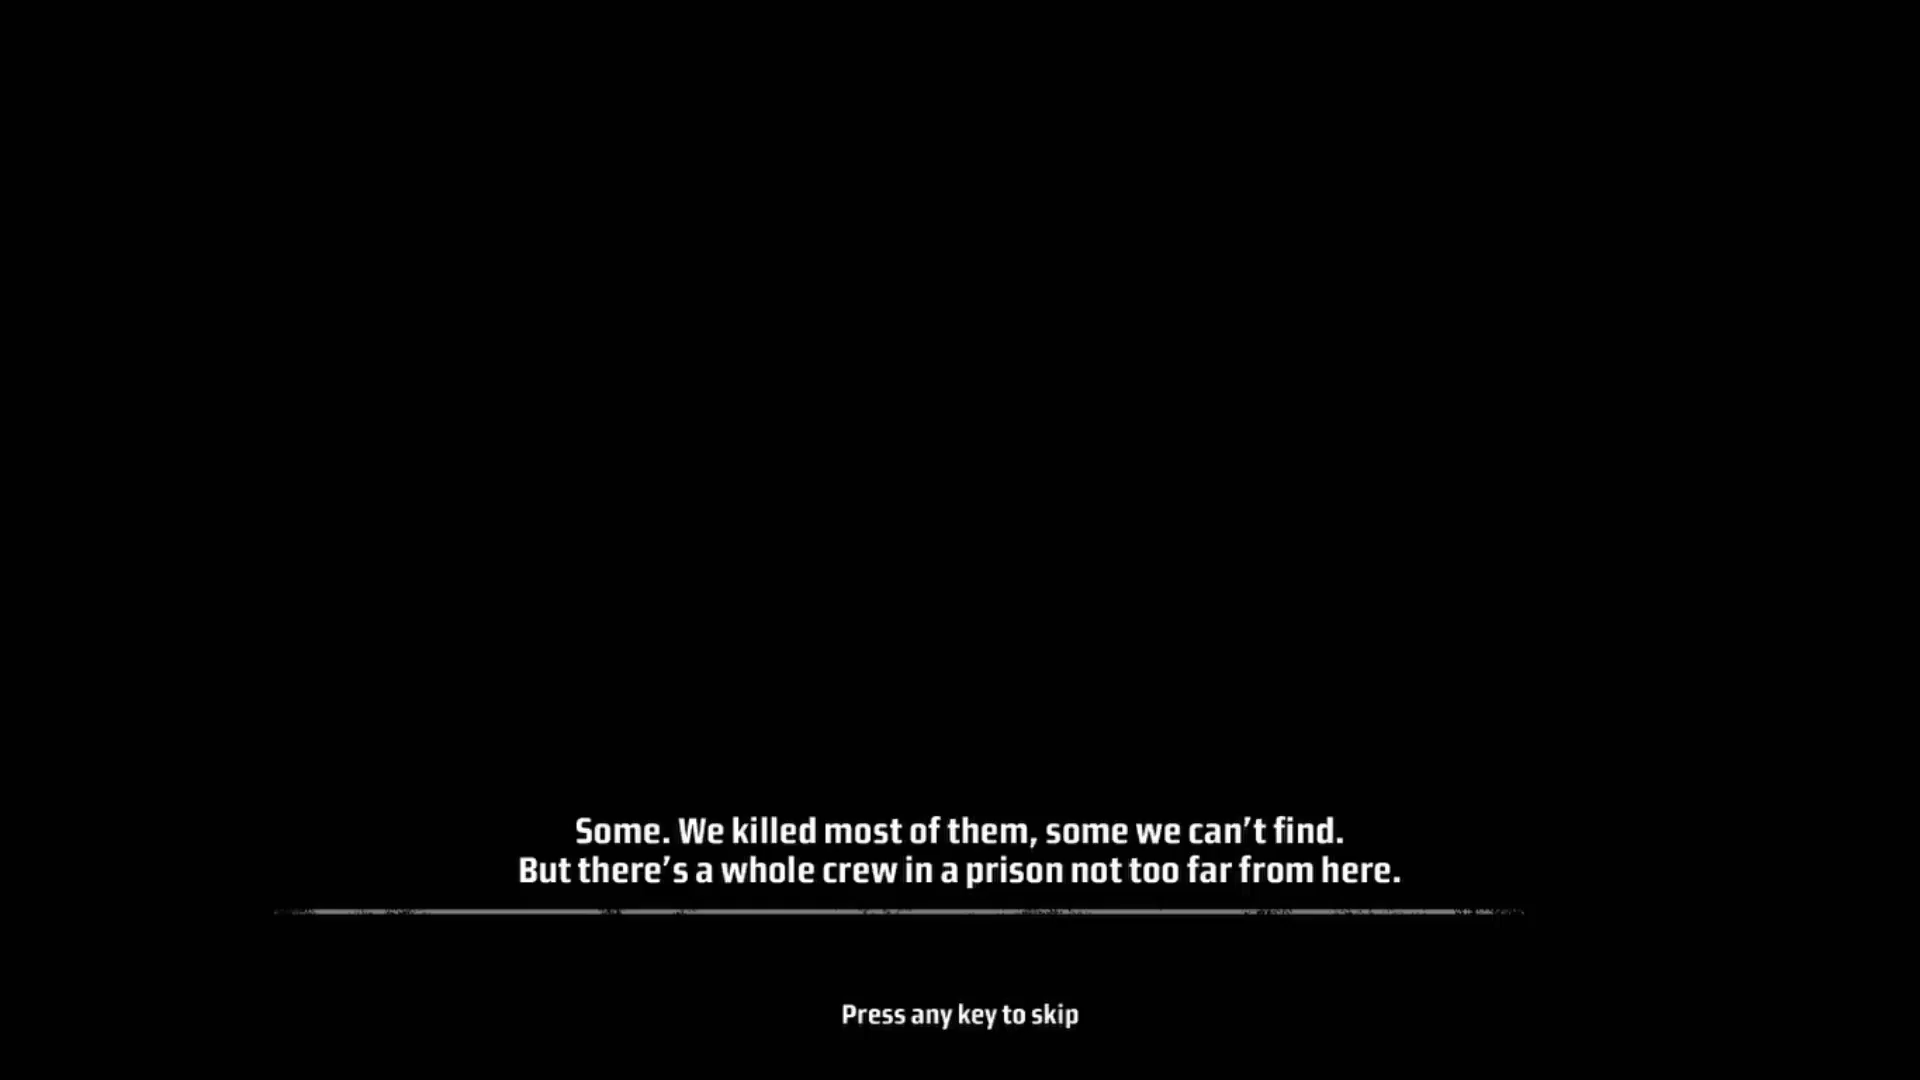 Some. We killed most of them, some we can’t find.
But there’s a whole crew in a prison not too far from here.
Press any key to skip